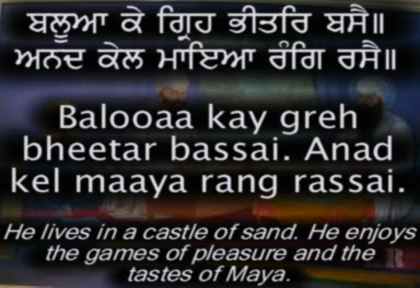 ਬਲੂਆ ਕੇ ਗ੍ਰਿਹ ਭੀਤਰਿ ਬਸੈ॥
ਅਨਦ ਕੇਲ ਮਾਇਆ ਰੰਗਿ ਰਸੈ॥
Balooaa kay greh
bheetar bassai. Anad
kel maaya rang rassai.
He lives in a castle of sand. He enjoys
the games of pleasure and the
tastes of Maya.